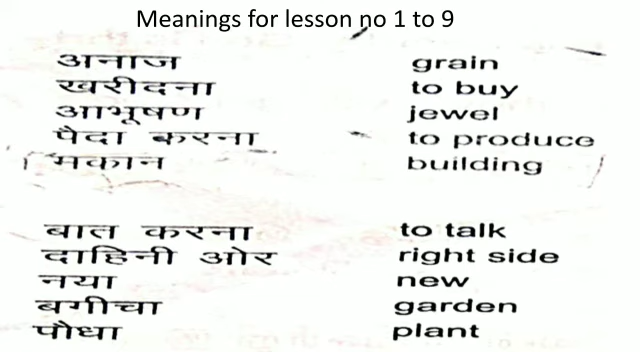 Meanings for lesson no 1 to 9
अनाज grain
खरीदना to buy
आभूषण jewel
पैदा करना to produce
मकान building
बात करना to talk
दाहिनी ओर right side
नया new
बगीचा garden
पौधा plant